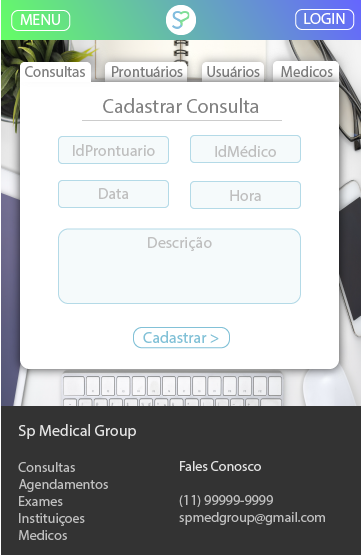 MENU
SP
LOGIN
Consultas Prontuários Usuários Medicos
Cadastrar Consulta
IdProntuario IdMédico
Data Hora
Descrição
Cadastrar >
Sp Medical Group
Consultas
Agendamentos
Exames
Instituiçoes
Medicos
Fales Conosco
(11) 99999-9999
spmedgroup@gmail.com